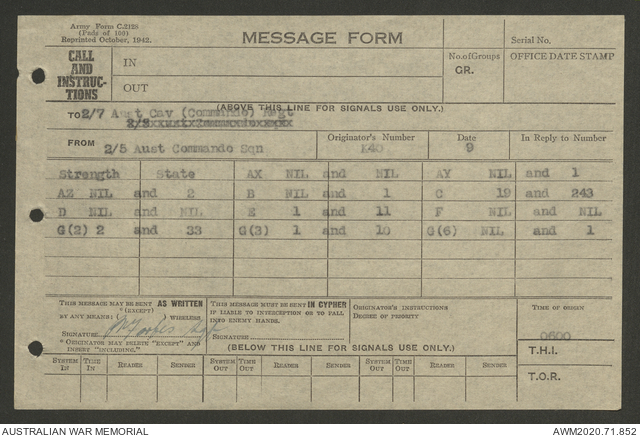 Army Form C.2128
(Pads of 100)
Reprinted October, 1942.
MESSAGE FORM
Serial No.
CALL AND INSTRUC-TIONS
IN
OUT
No. of Groups
GR.
OFFICE DATE STAMP
(ABOVE THIS LINE FOR SIGNALS USE ONLY.)
TO 2/7 Aust Cav (Commando) Regt
FROM 2/5 Aust Commando Sqn
Originator's Number
K40
Date
9
In Reply to Number
Strength State AX NIL and NIL AY NIL and 1
AZ NIL and 2 B NIL and 1 C 19 and 243
D NIL and NIL E 1 and 11 F NIL and NIL
G(2) 2 and 33 G(3) 1 and 10 G(6) NIL and 1
THIS MESSAGE MAY BE SENT AS WRITTEN
BY ANY MEANS: *(EXCEPT) WIRELESS
SIGNATURE
* ORIGINATOR MAY DELETE "EXCEPT" AND
INSERT "INCLUDING."
THIS MESSAGE MUST BE SENT IN CYPHER
IF LIABLE TO INTERCEPTION OR TO FALL
INTO ENEMY HANDS.
SIGNATURE
ORIGINATOR'S INSTRUCTIONS
DEGREE OF PRIORITY
TIME OF ORIGIN
0600
(BELOW THIS LINE FOR SIGNALS USE ONLY.)
T.H.I.
T.O.R.
SYSTEM IN TIME IN READER SENDER SYSTEM OUT TIME OUT READER SENDER SYSTEM OUT TIME OUT READER SENDER
AUSTRALIAN WAR MEMORIAL
AWM2020.71.852